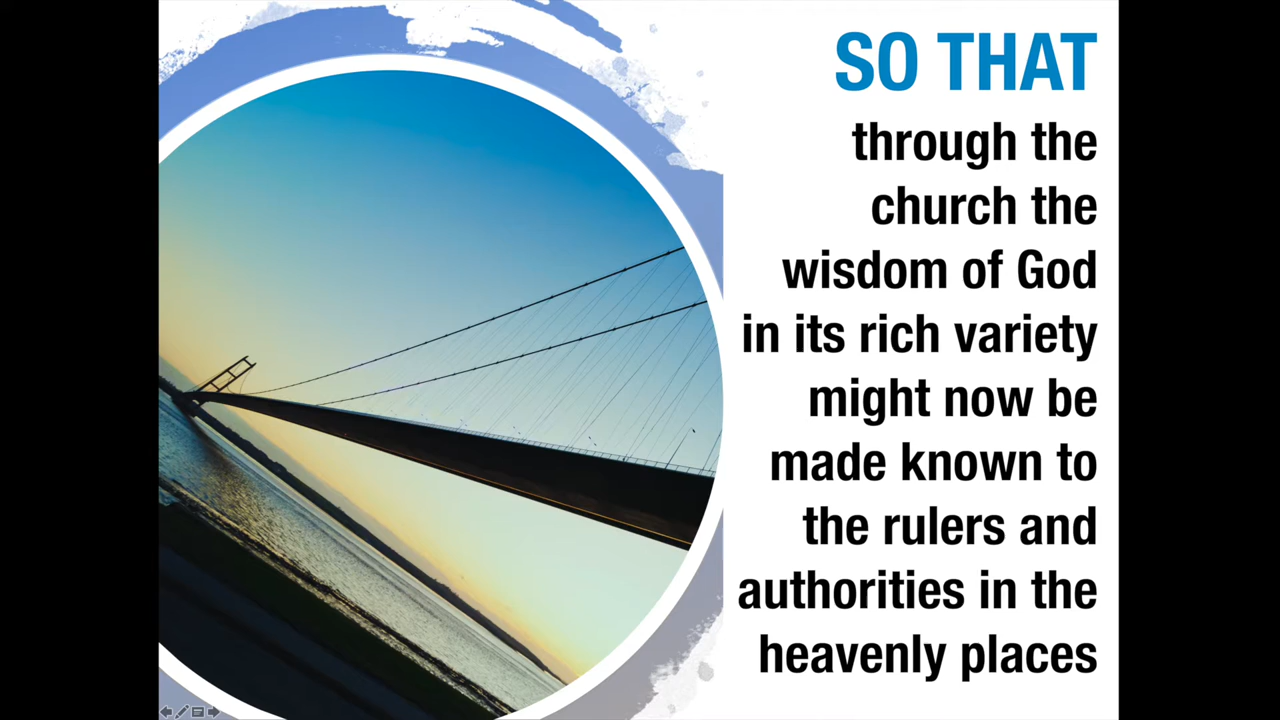 SO THAT
through the
church the
wisdom of God
in its rich variety
might now be
made known to
the rulers and
authorities in the
heavenly places